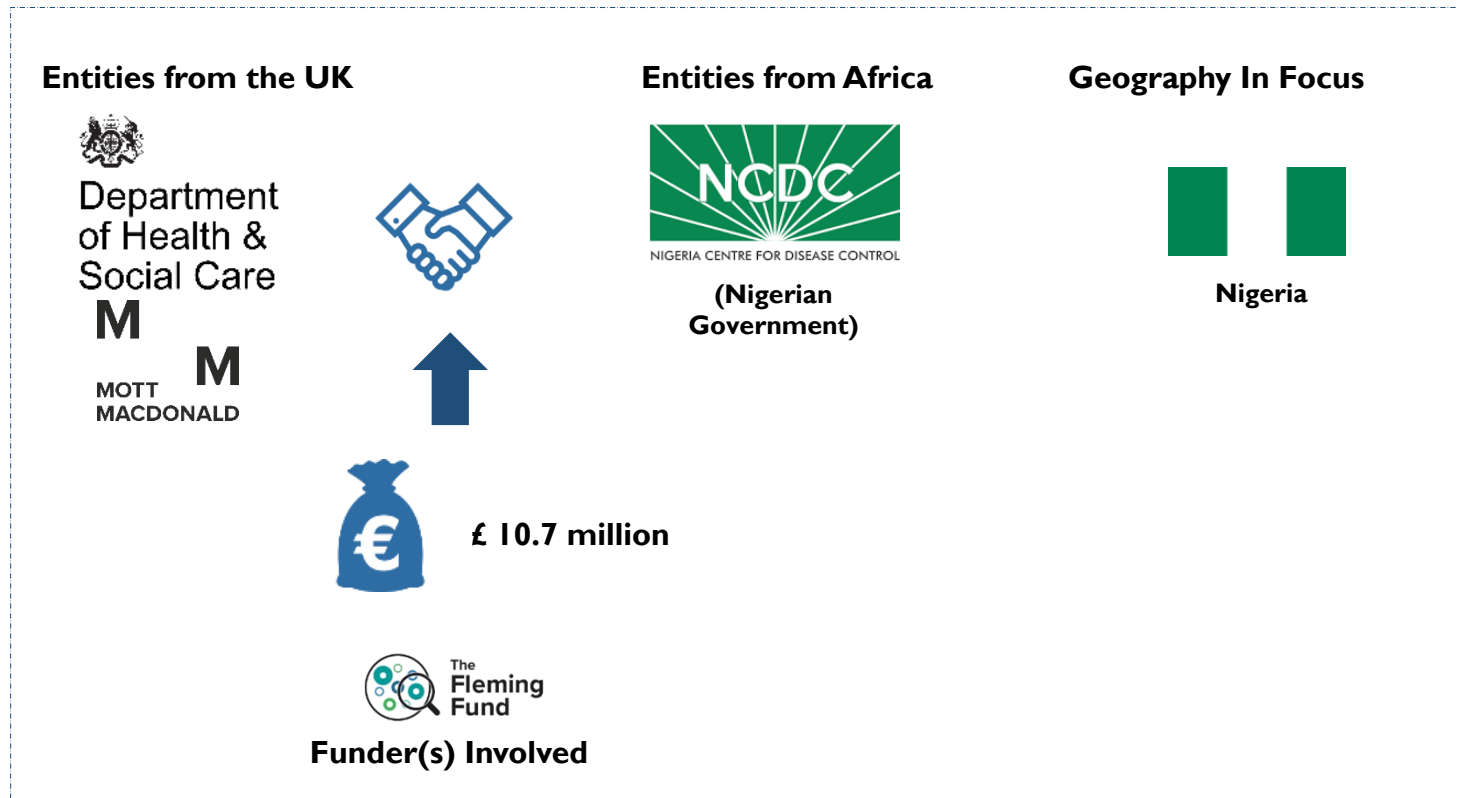 Entities from the UK
Department
of Health &
Social Care
M
M
MOTT
MACDONALD
Entities from Africa
NCDC
NIGERIA CENTRE FOR DISEASE CONTROL
(Nigerian
Government)
Geography In Focus
Nigeria
€
£ 10.7 million
The
Fleming
Fund
Funder(s) Involved